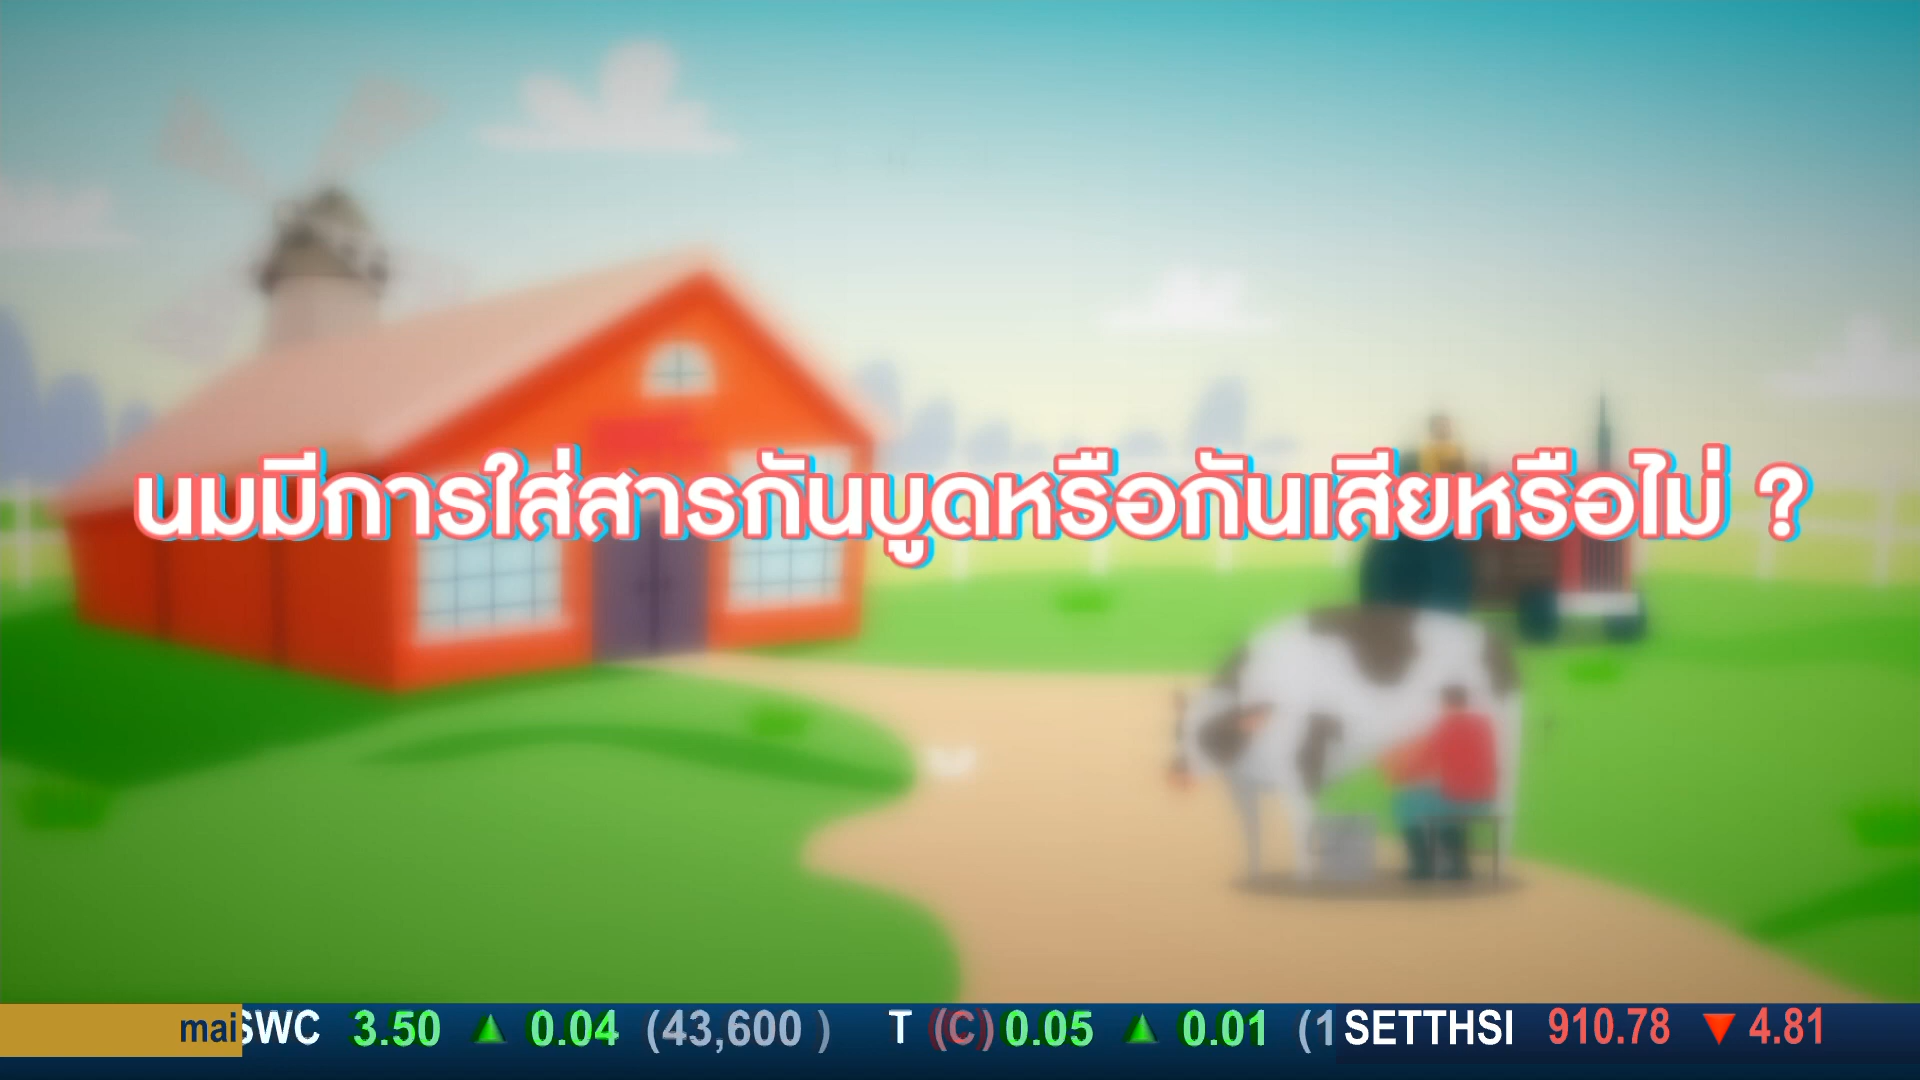 นมมีการใส่สารกันบูดหรือกันเสียหรือไม่ ?
mai SWC 3.50 ▲ 0.04 (43,600 ) T (C) 0.05 ▲ 0.01 (1 SETTHSI 910.78 ▼ 4.81